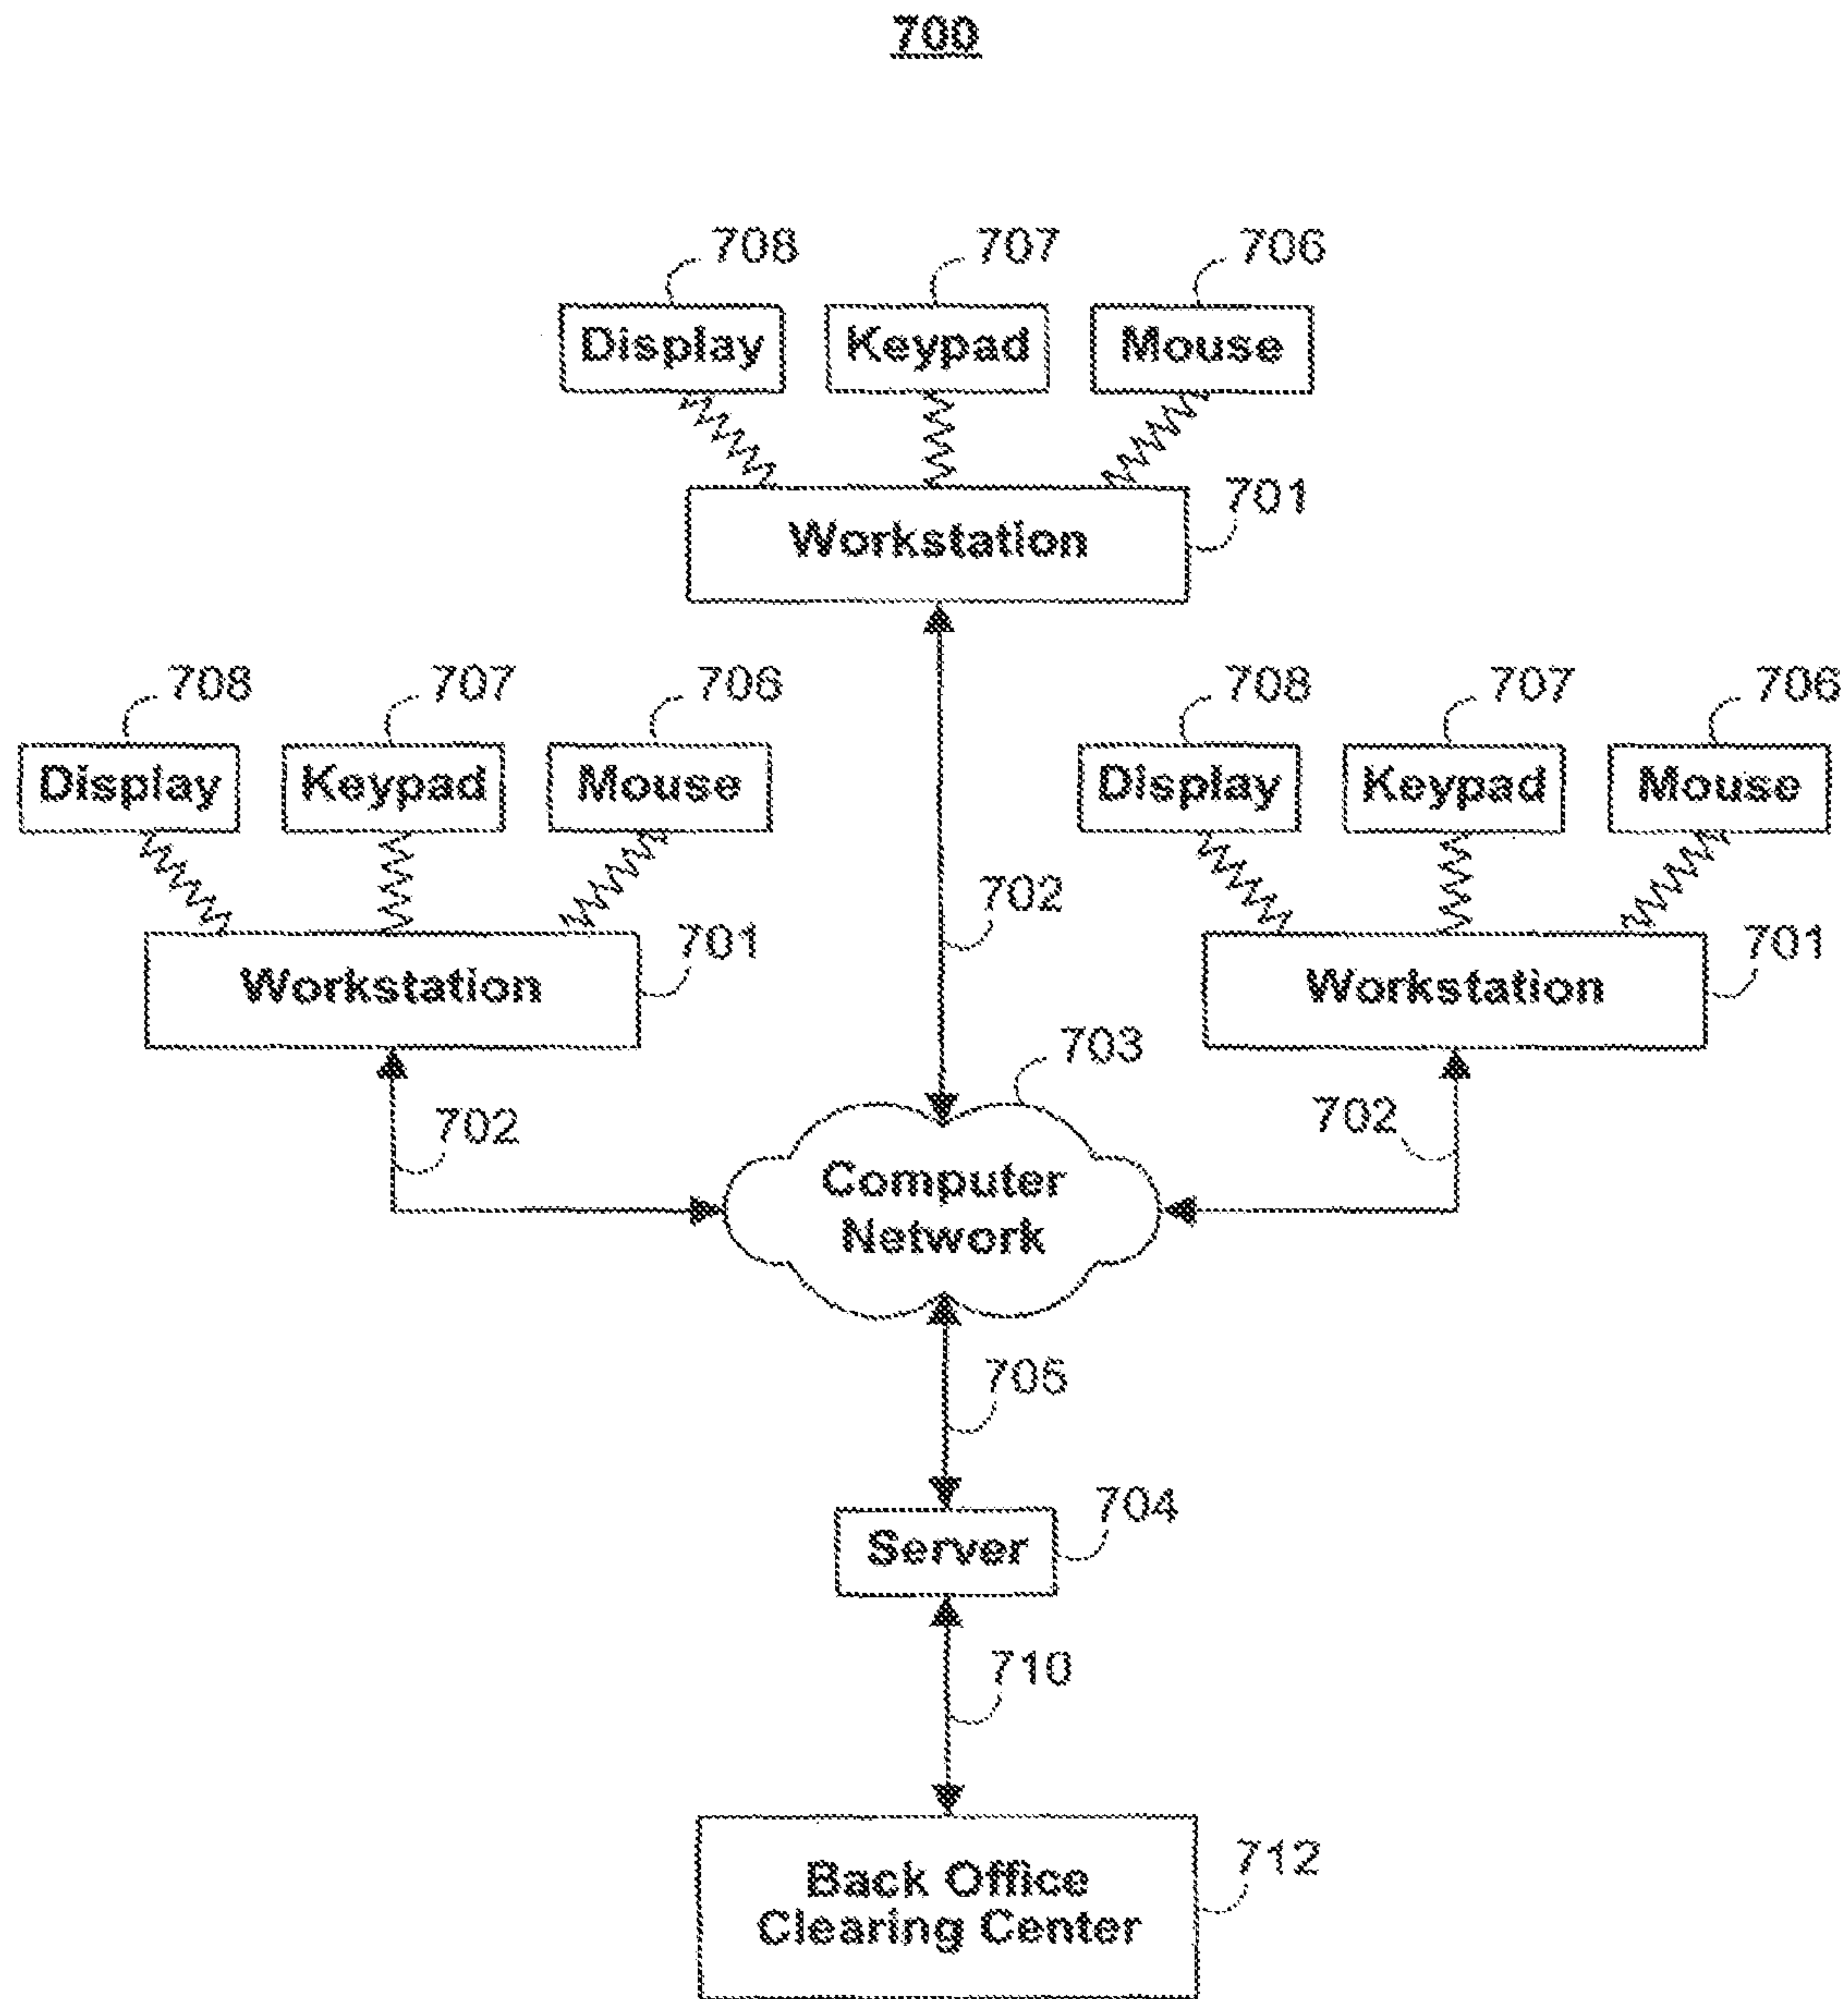 700
708 707 706
Display Keypad Mouse
701
Workstation
708 707 706
Display Keypad Mouse
708 707 706
Display Keypad Mouse
702
701
Workstation
701
Workstation
703
702
702
Computer
Network
705
704
Server
710
712
Back Office
Clearing Center